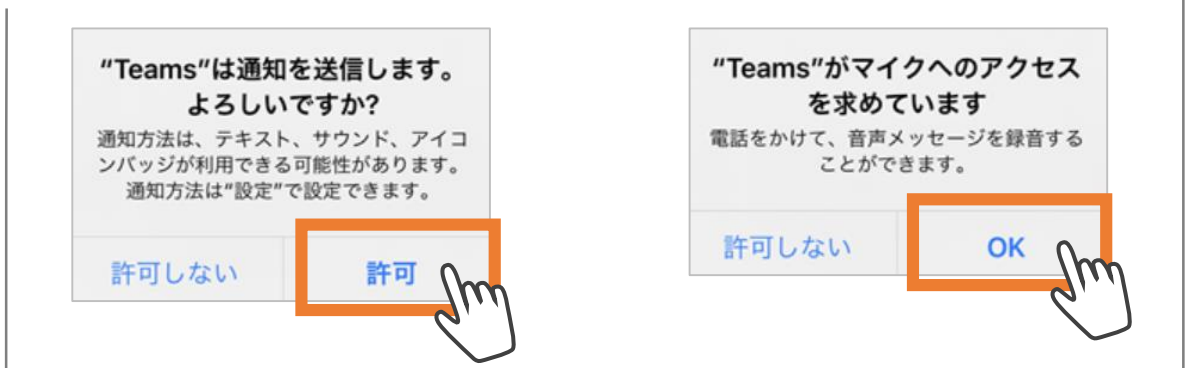 “Teams”は通知を送信します。
よろしいですか?
通知方法は、テキスト、サウンド、アイコ
ンバッジが利用できる可能性があります。
通知方法は“設定”で設定できます。
許可しない
許可
“Teams”がマイクへのアクセス
を求めています
電話をかけて、音声メッセージを録音する
ことができます。
許可しない
OK